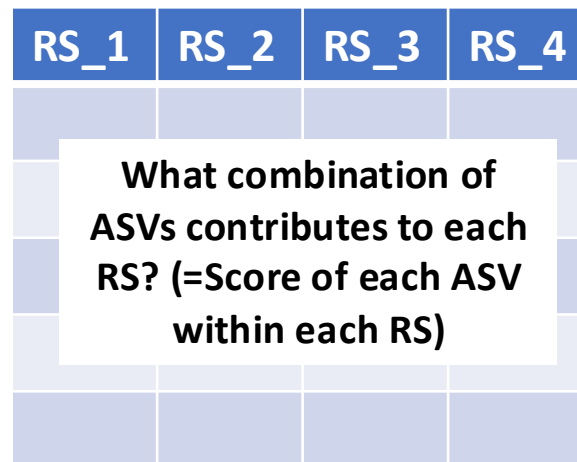 RS_1 RS_2 RS_3 RS_4
What combination of
ASVs contributes to each
RS? (=Score of each ASV
within each RS)